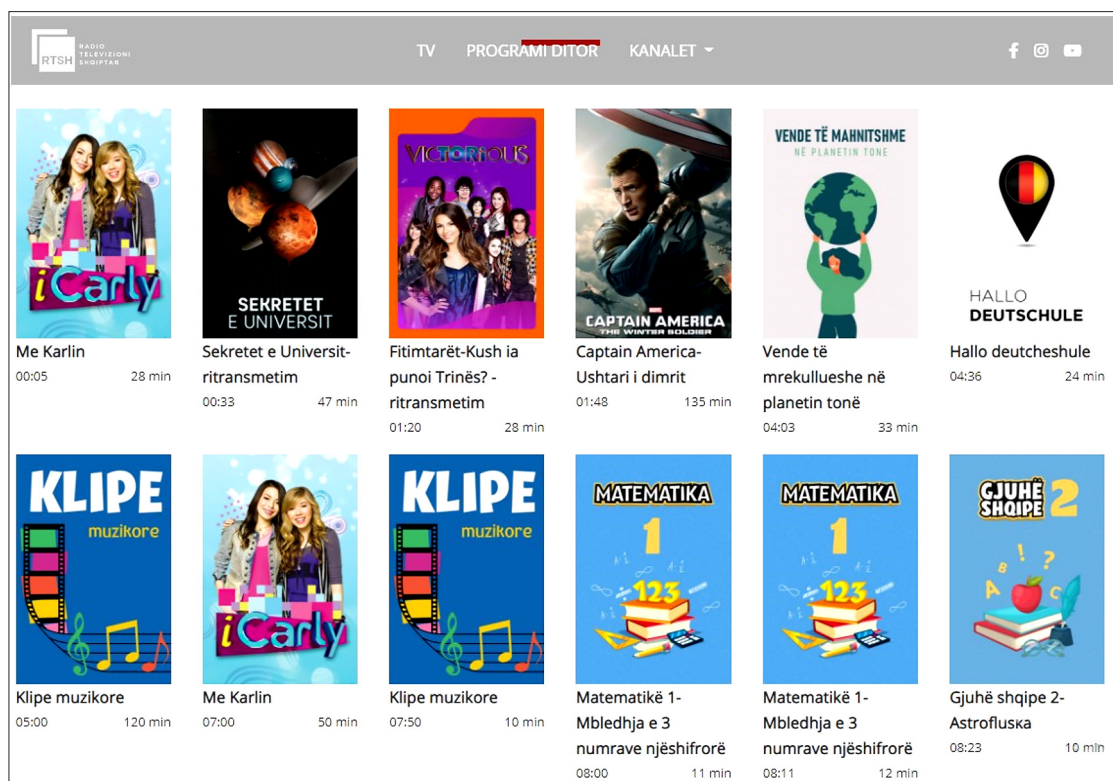 RTSH
RADIO
TELEVIZIONI
SHQIPTAR
TV PROGRAMI DITOR KANALET
iCarly
SEKRETET
E UNIVERSIT
VICTORiOUS
MARVEL
CAPTAIN AMERICA
THE WINTER SOLDIER
VENDE TË MAHNITSHME
NË PLANETIN TONË
HALLO
DEUTSCHULE
Me Karlin
00:05 28 min
Sekretet e Universit-
ritransmetim
00:33 47 min
Fitimtarët-Kush ia
punoi Trinës? -
ritransmetim
01:20 28 min
Captain America-
Ushtari i dimrit
01:48 135 min
Vende të
mrekullueshe në
planetin tonë
04:03 33 min
Hallo deutcheshule
04:36 24 min
KLIPE
muzikore
iCarly
KLIPE
muzikore
MATEMATIKA
1
A-Ż
A-Ż
123
MATEMATIKA
1
A-Ż
A-Ż
123
GJUHË
SHQIPE 2
A B ! ? C
Klipe muzikore
05:00 120 min
Me Karlin
07:00 50 min
Klipe muzikore
07:50 10 min
Matematikë 1-
Mbledhja e 3
numrave njëshifrorë
08:00 11 min
Matematikë 1-
Mbledhja e 3
numrave njëshifrorë
08:11 12 min
Gjuhë shqipe 2-
Astrofluska
08:23 10 min